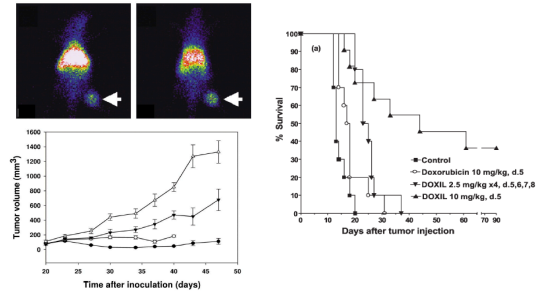 Tumor volume (mm³)
1600
1400
1200
1000
800
600
400
200
0
20 25 30 35 40 45 50
Time after inoculation (days)
(a)
% Survival
100
90
80
70
60
50
40
30
20
10
0
Control
Doxorubicin 10 mg/kg, d.5
DOXIL 2.5 mg/kg x4, d.5,6,7,8
DOXIL 10 mg/kg, d.5
0 10 20 30 40 50 60 70 90
Days after tumor injection